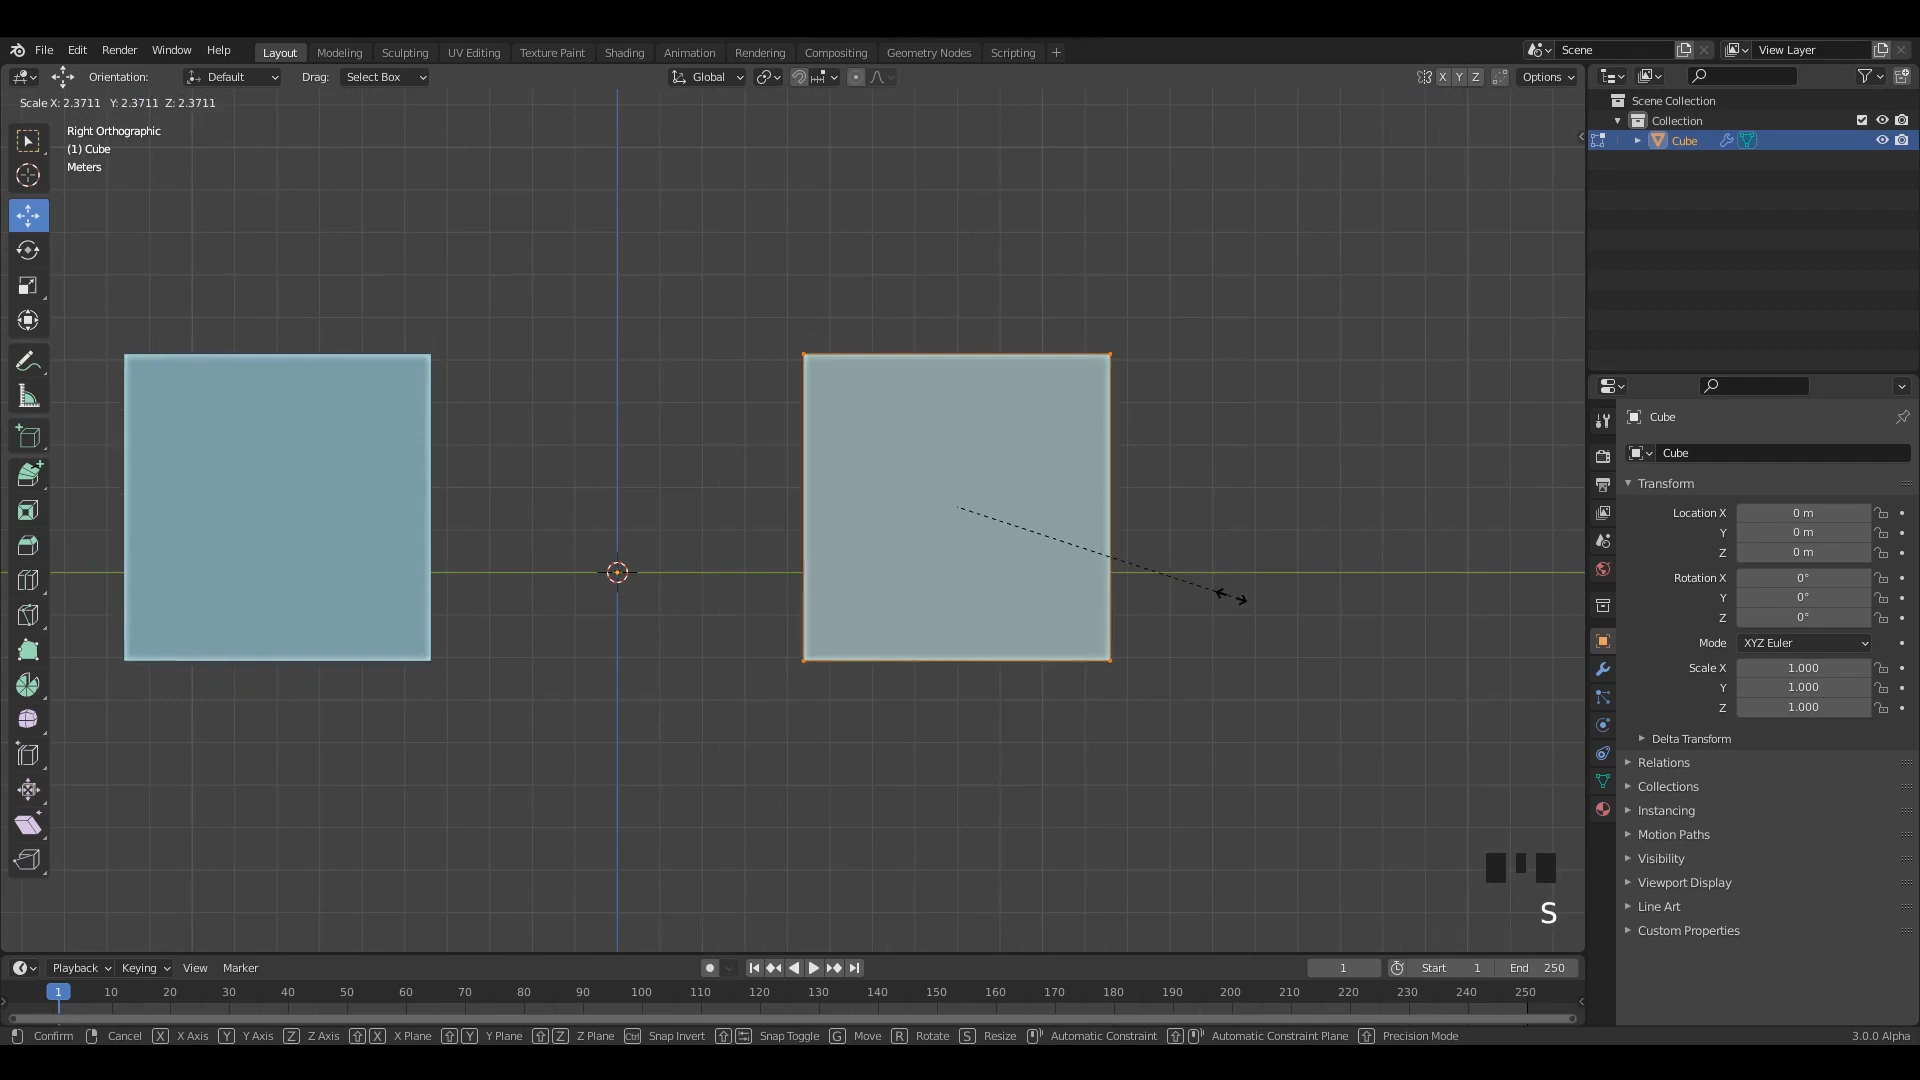 File Edit Render Window Help Layout Modeling Sculpting UV Editing Texture Paint Shading Animation Rendering Compositing Geometry Nodes Scripting + Scene View Layer
Orientation: Default Drag: Select Box Global X Y Z Options
Scale X: 2.3711 Y: 2.3711 Z: 2.3711
Right Orthographic
(1) Cube
Meters
Scene Collection
Collection
Cube
Cube
Cube
Transform
Location X 0 m
Y 0 m
Z 0 m
Rotation X 0°
Y 0°
Z 0°
Mode XYZ Euler
Scale X 1.000
Y 1.000
Z 1.000
Delta Transform
Relations
Collections
Instancing
Motion Paths
Visibility
Viewport Display
Line Art
Custom Properties
S
Playback Keying View Marker 1 Start 1 End 250
1 10 20 30 40 50 60 70 80 90 100 110 120 130 140 150 160 170 180 190 200 210 220 230 240 250
Confirm Cancel X X Axis Y Y Axis Z Z Axis X X Plane Y Y Plane Z Z Plane Ctrl Snap Invert Snap Toggle G Move R Rotate S Resize Automatic Constraint Automatic Constraint Plane Precision Mode 3.0.0 Alpha